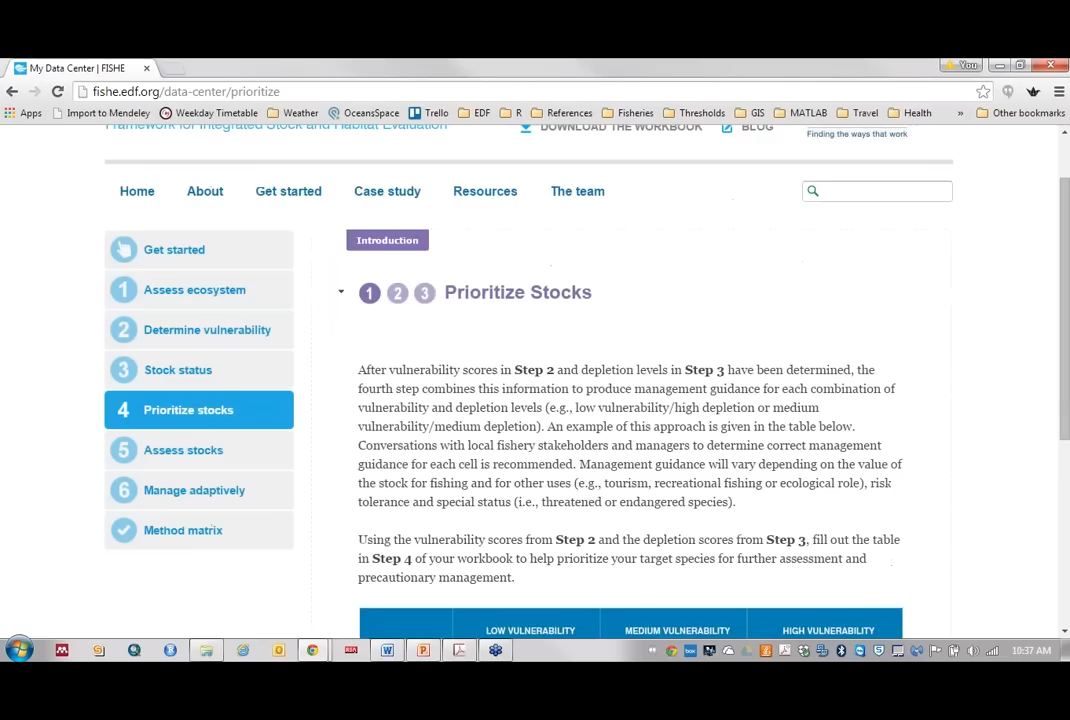 My Data Center | FISHE
You
fishe.edf.org/data-center/prioritize
Apps Import to Mendeley Weekday Timetable Weather OceansSpace Trello EDF R References Fisheries Thresholds GIS MATLAB Travel Health » Other bookmarks
Framework for Integrated Stock and Habitat Evaluation DOWNLOAD THE WORKBOOK BLOG Finding the ways that work
Home About Get started Case study Resources The team
Get started
1 Assess ecosystem
2 Determine vulnerability
3 Stock status
4 Prioritize stocks
5 Assess stocks
6 Manage adaptively
Method matrix
Introduction
1 2 3 Prioritize Stocks
After vulnerability scores in Step 2 and depletion levels in Step 3 have been determined, the
fourth step combines this information to produce management guidance for each combination of
vulnerability and depletion levels (e.g., low vulnerability/high depletion or medium
vulnerability/medium depletion). An example of this approach is given in the table below.
Conversations with local fishery stakeholders and managers to determine correct management
guidance for each cell is recommended. Management guidance will vary depending on the value of
the stock for fishing and for other uses (e.g., tourism, recreational fishing or ecological role), risk
tolerance and special status (i.e., threatened or endangered species).
Using the vulnerability scores from Step 2 and the depletion scores from Step 3, fill out the table
in Step 4 of your workbook to help prioritize your target species for further assessment and
precautionary management.
LOW VULNERABILITY MEDIUM VULNERABILITY HIGH VULNERABILITY
10:37 AM